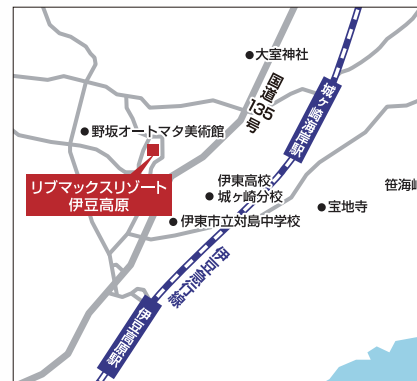 大室神社
国道135号
城ヶ崎海岸駅
野坂オートマタ美術館
リブマックスリゾート
伊豆高原
伊東高校
城ヶ崎分校
笹海
宝地寺
伊東市立対島中学校
伊豆急行線
伊豆高原駅